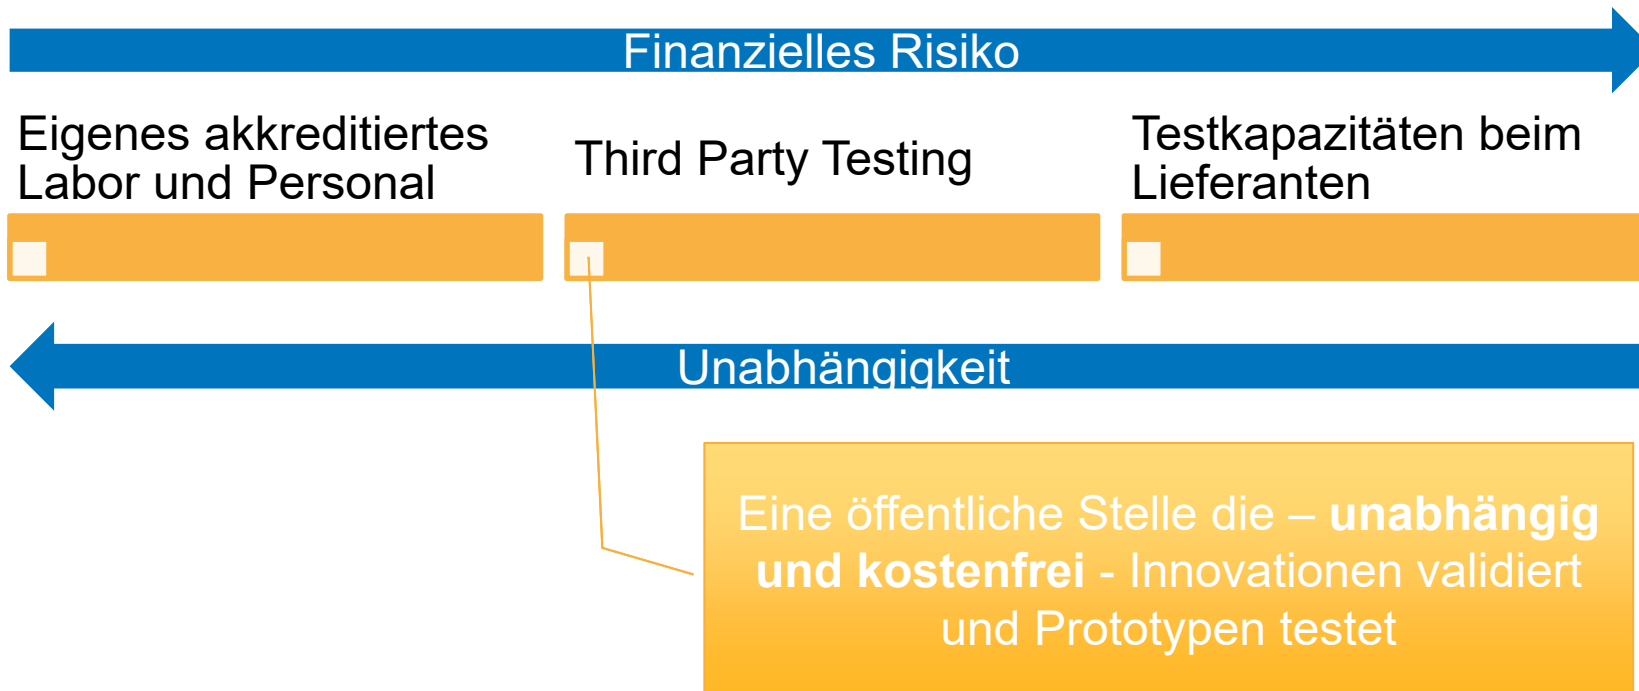 Finanzielles Risiko
Eigenes akkreditiertes
Labor und Personal
Third Party Testing
Testkapazitäten beim
Lieferanten
Unabhängigkeit
Eine öffentliche Stelle die – unabhängig
und kostenfrei - Innovationen validiert
und Prototypen testet